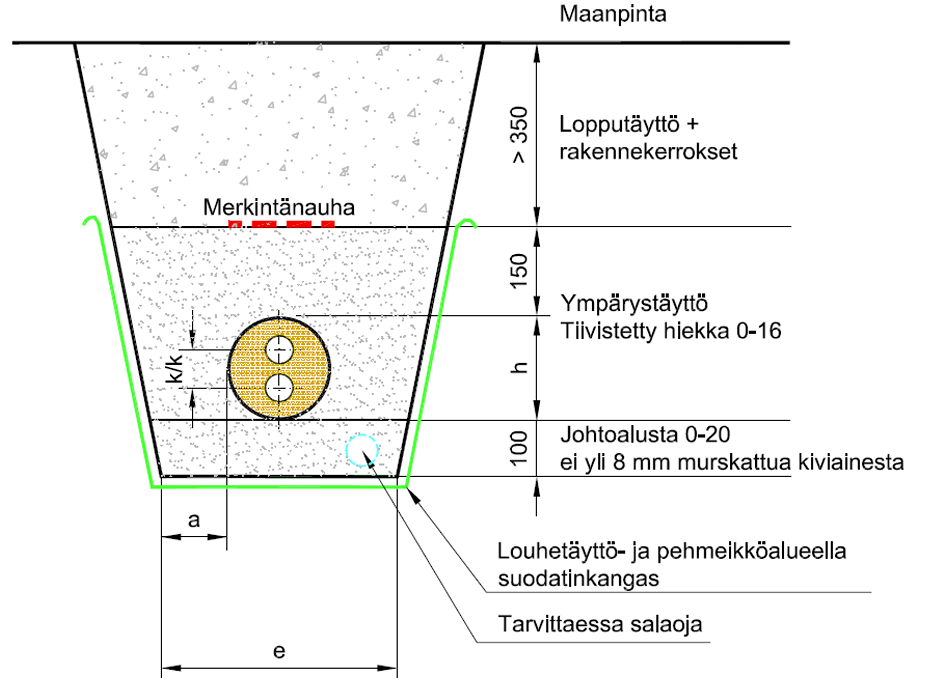 Maanpinta
> 350
Lopputäyttö +
rakennekerrokset
Merkintänauha
150
Ympärystäyttö
Tiivistetty hiekka 0-16
k/k
h
100
Johtoalusta 0-20
ei yli 8 mm murskattua kiviainesta
a
Louhetäyttö- ja pehmeikköalueella
suodatinkangas
Tarvittaessa salaoja
e